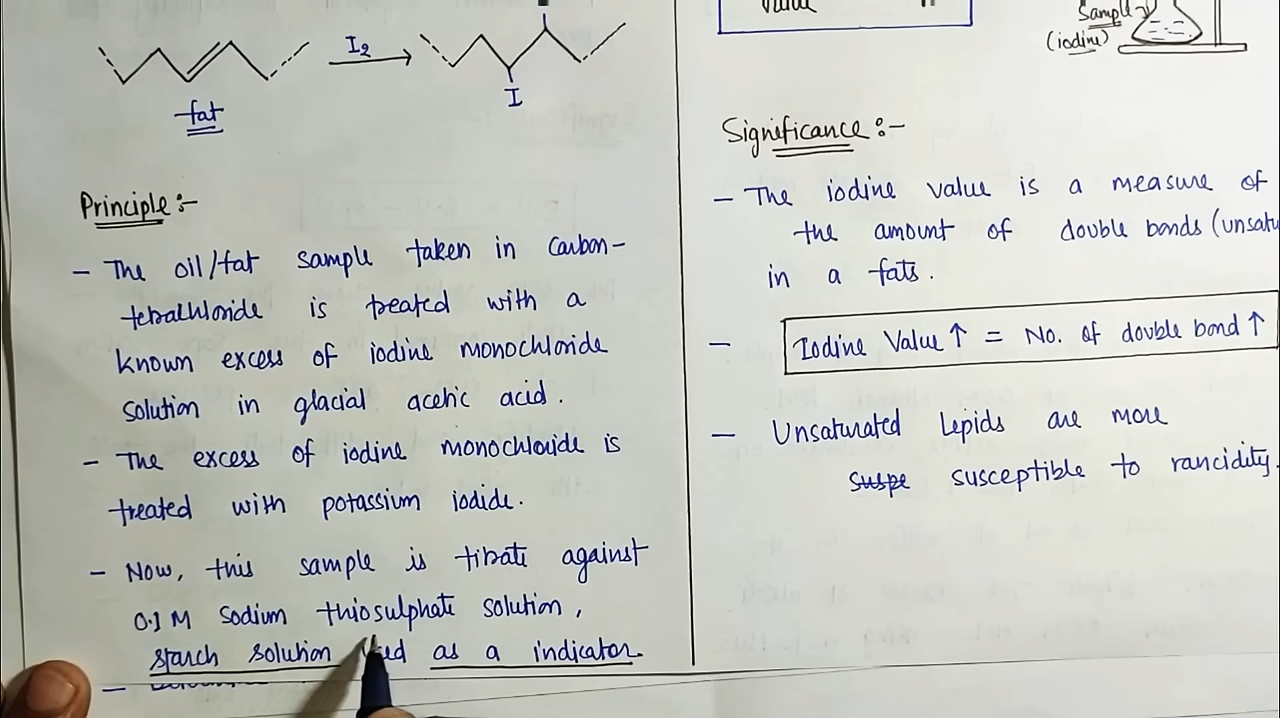 I2
I
fat
Principle :-
- The oil/fat sample taken in Carbon-
tetrachloride is treated with a
known excess of iodine monochloride
solution in glacial acetic acid.
- The excess of iodine monochloride is
treated with potassium iodide.
- Now, this sample is titrate against
0.1 M Sodium thiosulphate solution,
starch solution used as a indicator.
Value
Sample
(iodine)
Significance :-
- The iodine value is a measure of
the amount of double bonds (unsatu
in a fats.
- Iodine Value ↑ = No. of double bond ↑
- Unsaturated Lepids are more
suspe susceptible to rancidity.